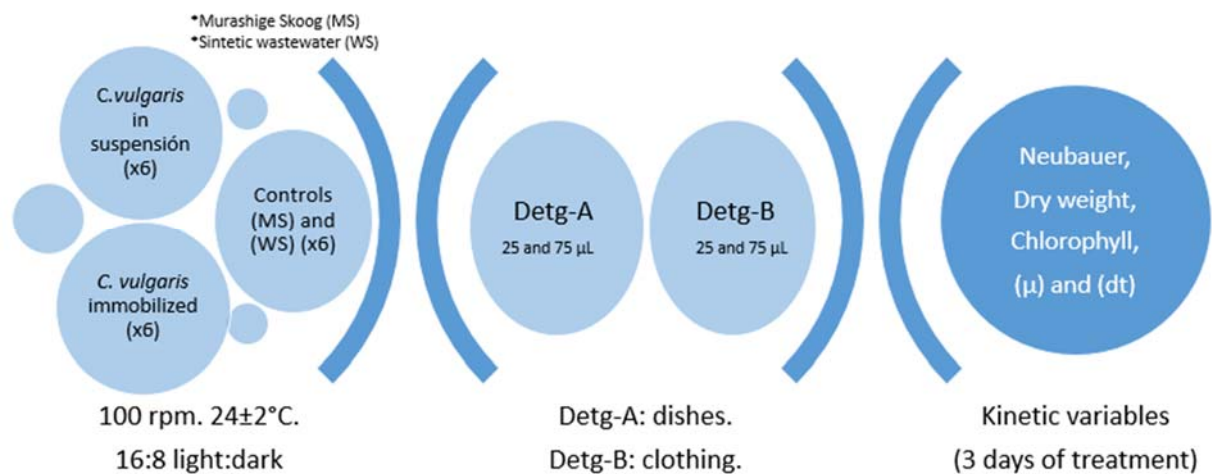 *Murashige Skoog (MS)
*Sintetic wastewater (WS)
C.vulgaris
in
suspensión
(x6)
Controls
(MS) and
(WS) (x6)
C. vulgaris
immobilized
(x6)
100 rpm. 24±2°C.
16:8 light:dark
Detg-A
25 and 75 µL
Detg-B
25 and 75 µL
Detg-A: dishes.
Detg-B: clothing.
Neubauer,
Dry weight,
Chlorophyll,
(µ) and (dt)
Kinetic variables
(3 days of treatment)